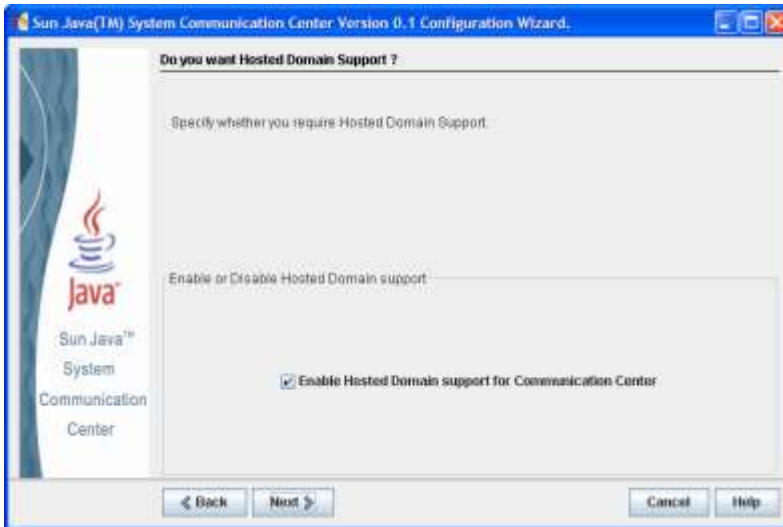 Sun Java(TM) System Communication Center Version 0.1 Configuration Wizard.
Do you want Hosted Domain Support ?
Specify whether you require Hosted Domain Support.
Enable or Disable Hosted Domain support
Enable Hosted Domain support for Communication Center
Java™
Sun Java™
System
Communication
Center
Back
Next
Cancel
Help